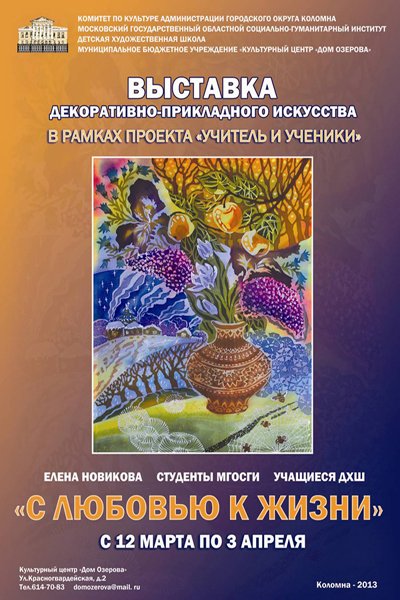 КОМИТЕТ ПО КУЛЬТУРЕ АДМИНИСТРАЦИИ ГОРОДСКОГО ОКРУГА КОЛОМНА
МОСКОВСКИЙ ГОСУДАРСТВЕННЫЙ ОБЛАСТНОЙ СОЦИАЛЬНО-ГУМАНИТАРНЫЙ ИНСТИТУТ
ДЕТСКАЯ ХУДОЖЕСТВЕННАЯ ШКОЛА
МУНИЦИПАЛЬНОЕ БЮДЖЕТНОЕ УЧРЕЖДЕНИЕ «КУЛЬТУРНЫЙ ЦЕНТР «ДОМ ОЗЕРОВА»
ВЫСТАВКА
ДЕКОРАТИВНО-ПРИКЛАДНОГО ИСКУССТВА
В РАМКАХ ПРОЕКТА «УЧИТЕЛЬ И УЧЕНИКИ»
ЕЛЕНА НОВИКОВА СТУДЕНТЫ МГОСГИ УЧАЩИЕСЯ ДХШ
«С ЛЮБОВЬЮ К ЖИЗНИ»
С 12 МАРТА ПО 3 АПРЕЛЯ
Культурный центр «Дом Озерова»
Ул.Красногвардейская, д.2
Тел.614-70-83 domozerova@mail. ru
Коломна - 2013